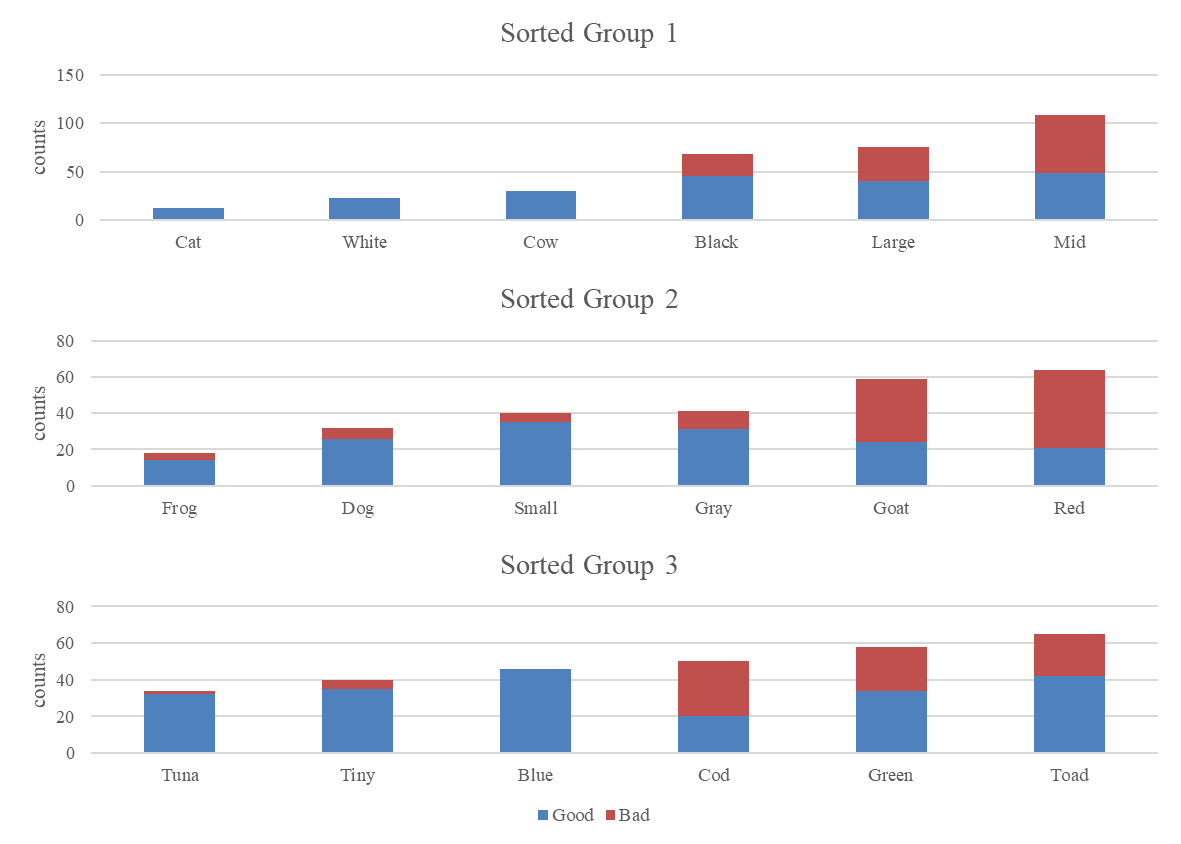 Sorted Group 1
150
100
50
0
counts
Cat White Cow Black Large Mid
Sorted Group 2
80
60
40
20
0
counts
Frog Dog Small Gray Goat Red
Sorted Group 3
80
60
40
20
0
counts
Tuna Tiny Blue Cod Green Toad
Good Bad